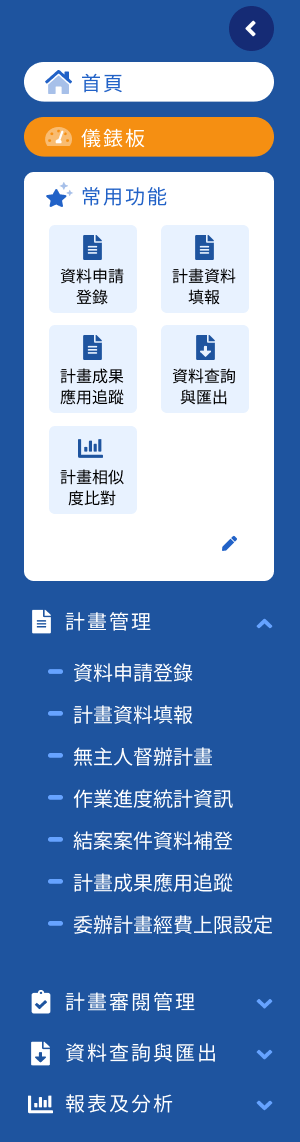 首頁
儀錶板
常用功能
資料申請
登錄
計畫資料
填報
計畫成果
應用追蹤
資料查詢
與匯出
計畫相似
度比對
計畫管理
資料申請登錄
計畫資料填報
無主人督辦計畫
作業進度統計資訊
結案案件資料補登
計畫成果應用追蹤
委辦計畫經費上限設定
計畫審閱管理
資料查詢與匯出
報表及分析